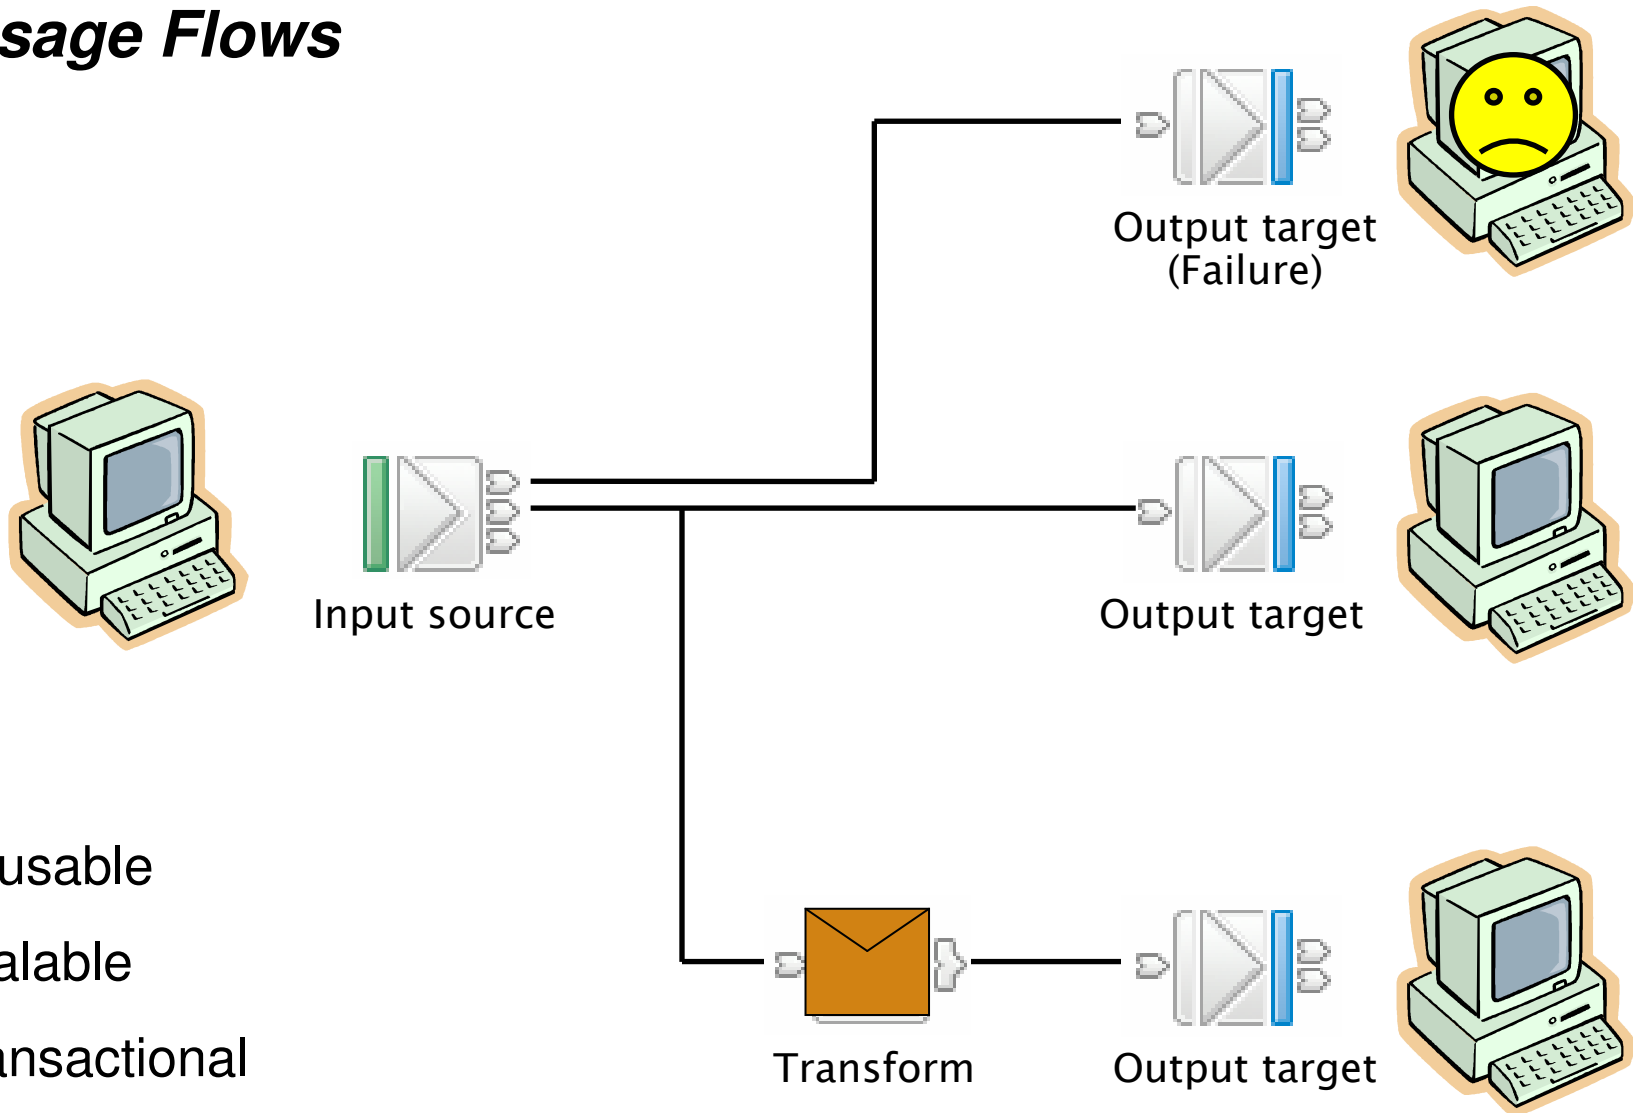 sage Flows
Output target
(Failure)
Input source
Output target
usable
alable
ansactional
Transform
Output target